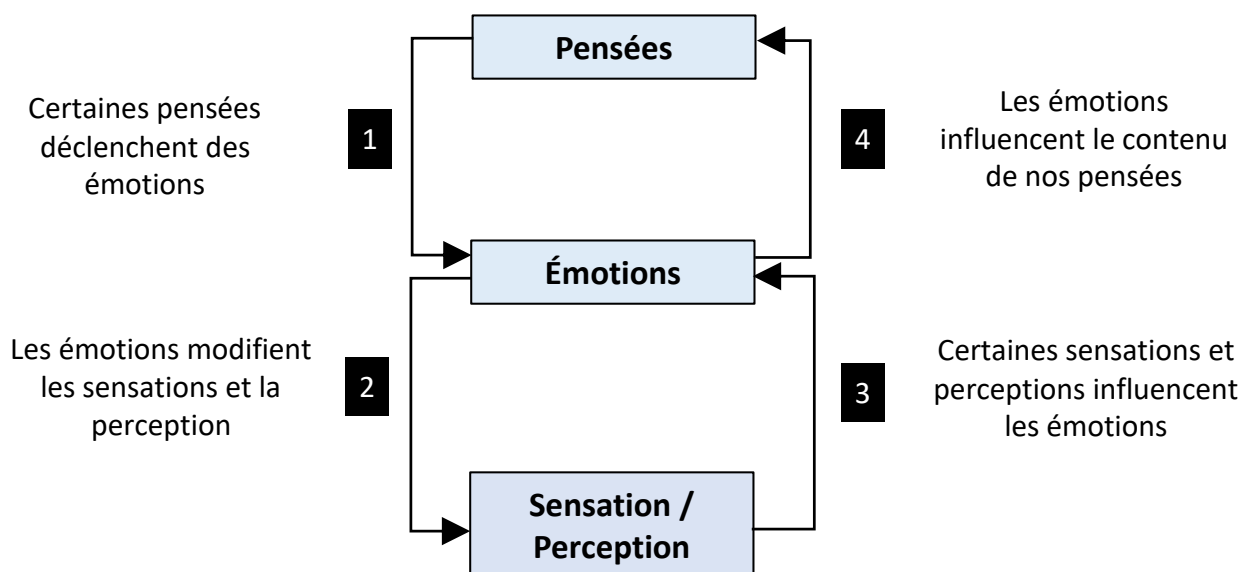 Pensées
Certaines pensées
déclenchent des
émotions
1
4
Les émotions
influencent le contenu
de nos pensées
Émotions
Les émotions modifient
les sensations et la
perception
2
3
Certaines sensations et
perceptions influencent
les émotions
Sensation /
Perception